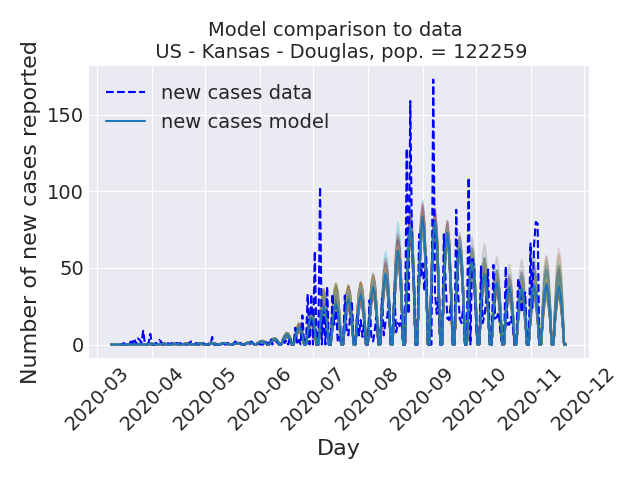 Model comparison to data
US - Kansas - Douglas, pop. = 122259
Number of new cases reported
150
100
50
0
new cases data
new cases model
2020-03
2020-04
2020-05
2020-06
2020-07
2020-08
2020-09
2020-10
2020-11
2020-12
Day